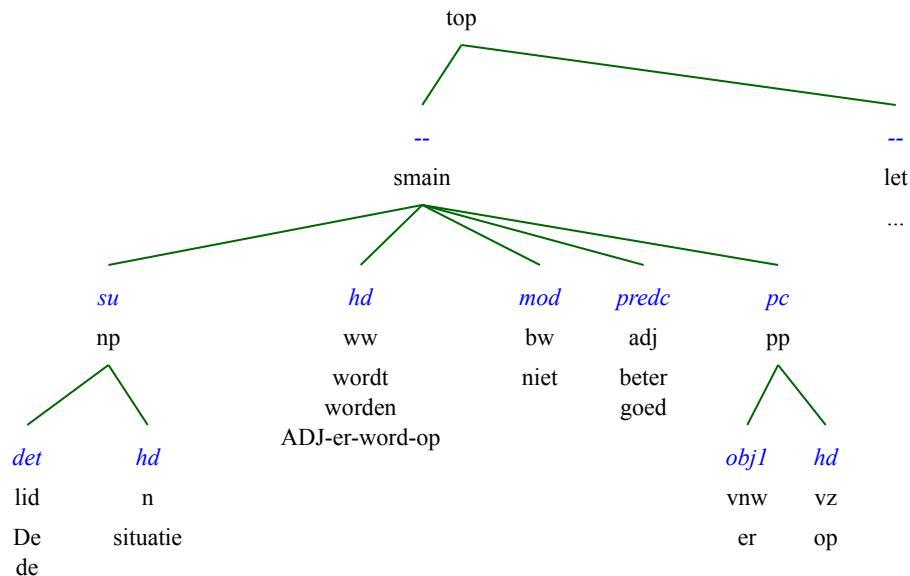 top
-- --
smain let
...
su hd mod predc pc
np ww bw adj pp
wordt niet beter
worden goed
ADJ-er-word-op
det hd obj1 hd
lid n vnw vz
De situatie er op
de